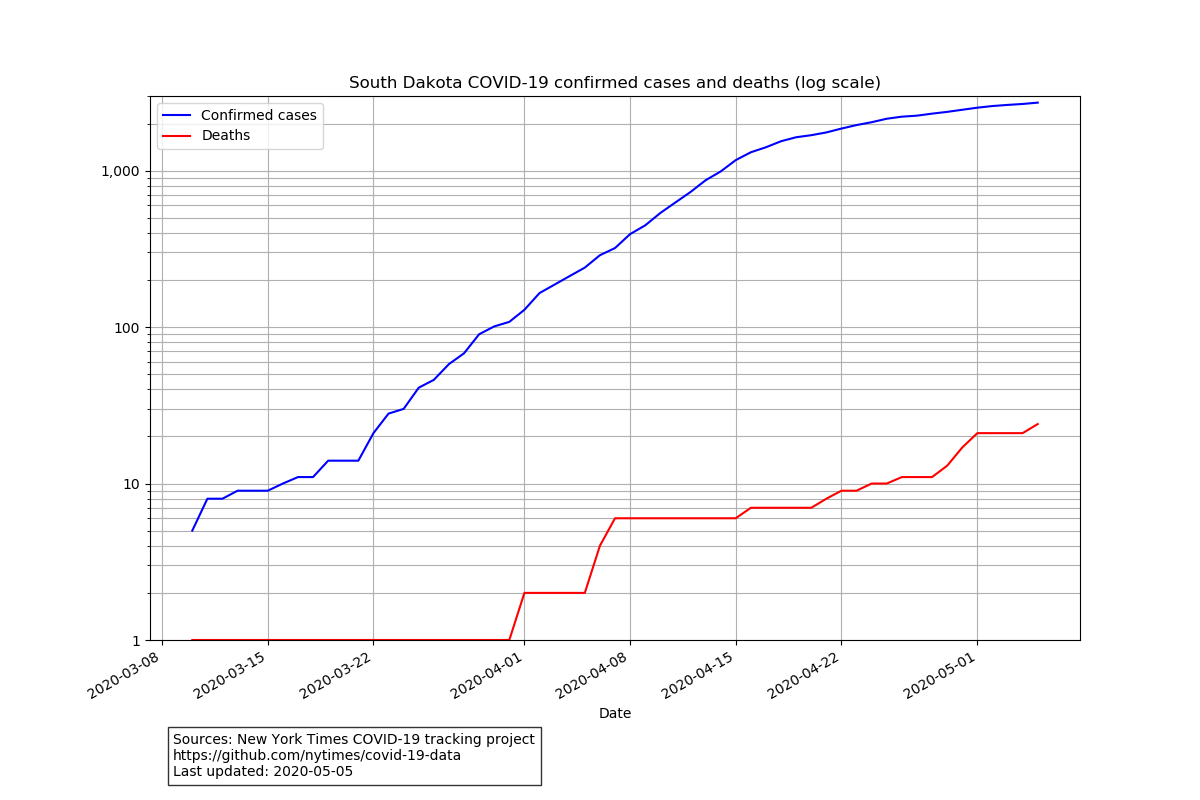 South Dakota COVID-19 confirmed cases and deaths (log scale)
Confirmed cases
Deaths
1,000
100
10
1
2020-03-08
2020-03-15
2020-03-22
2020-04-01
2020-04-08
2020-04-15
2020-04-22
2020-05-01
Date
Sources: New York Times COVID-19 tracking project
https://github.com/nytimes/covid-19-data
Last updated: 2020-05-05